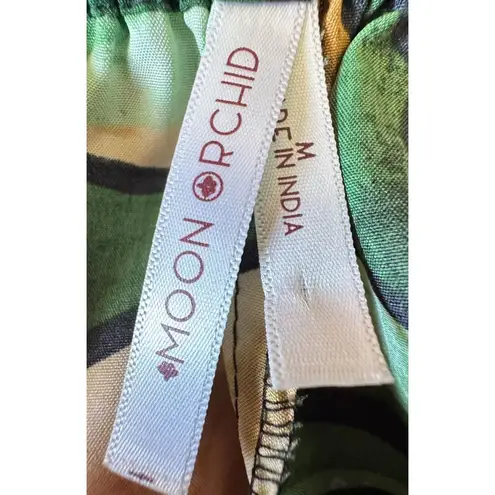 MOON ORCHID
M
DE IN INDIA